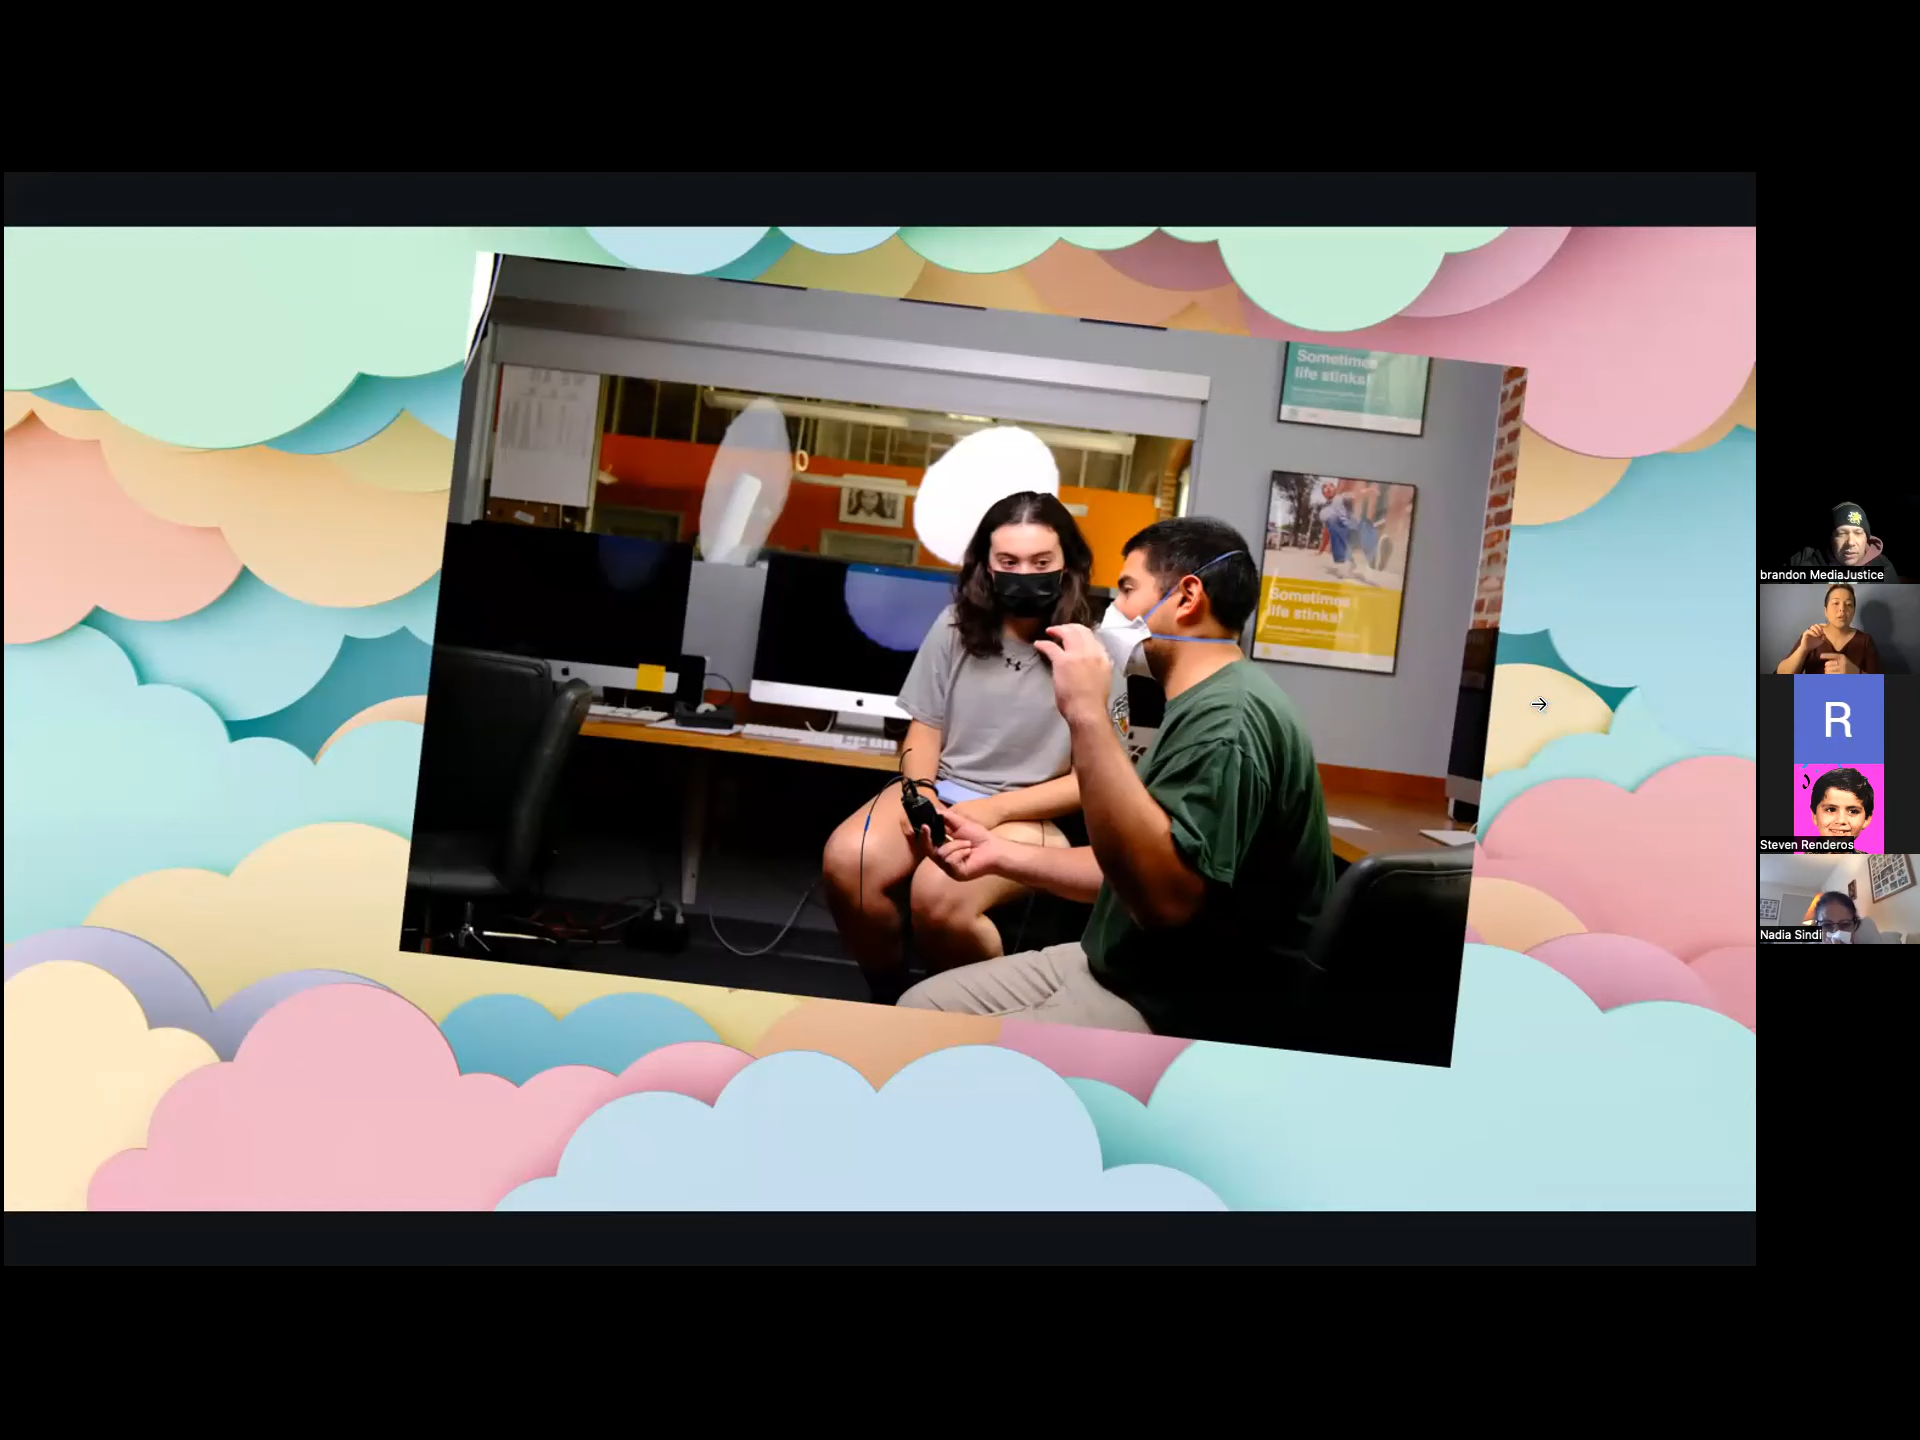 Sometimes
life stinks!
Sometimes
life stinks!
brandon MediaJustice
R
Steven Renderos
Nadia Sindi